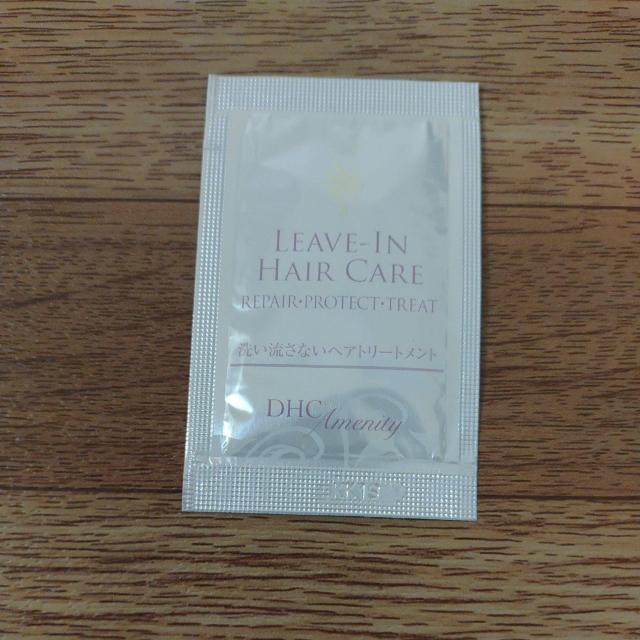 LEAVE-IN
HAIR CARE
REPAIR•PROTECT•TREAT
洗い流さないヘアトリートメント
DHC Amenity